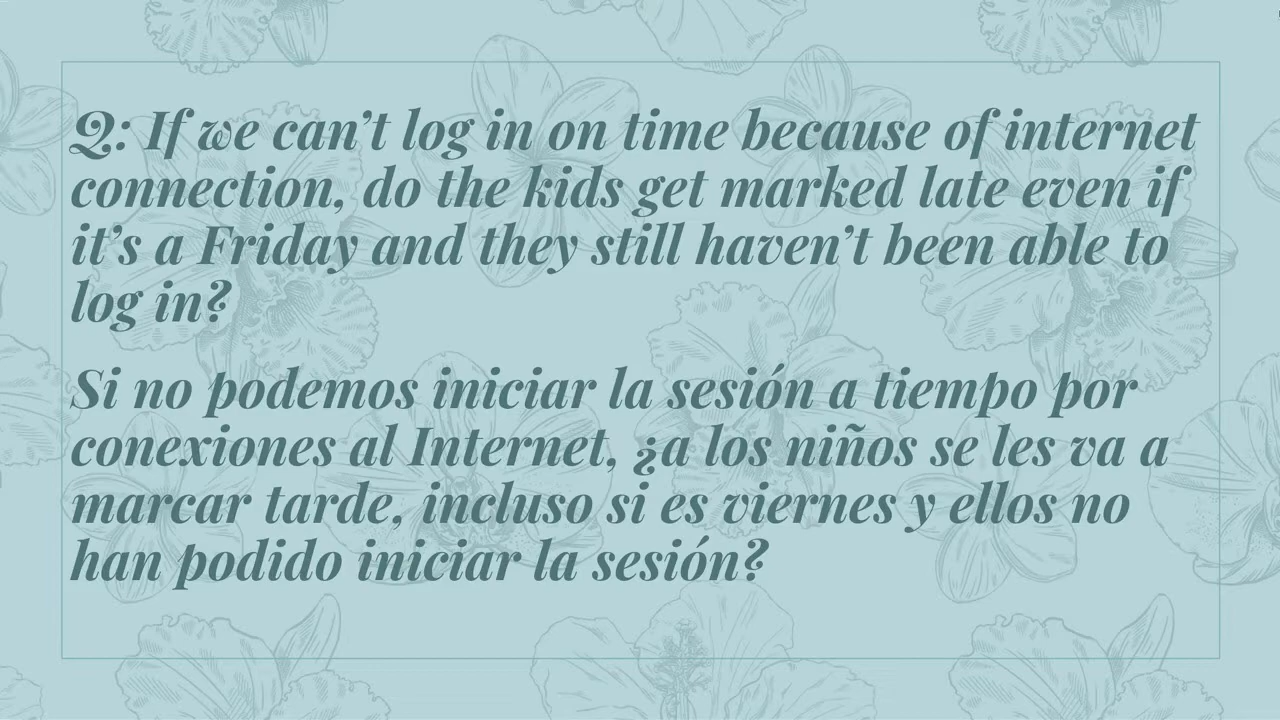 Q: If we can’t log in on time because of internet
connection, do the kids get marked late even if
it’s a Friday and they still haven’t been able to
log in?
Si no podemos iniciar la sesión a tiempo por
conexiones al Internet, ¿a los niños se les va a
marcar tarde, incluso si es viernes y ellos no
han podido iniciar la sesión?